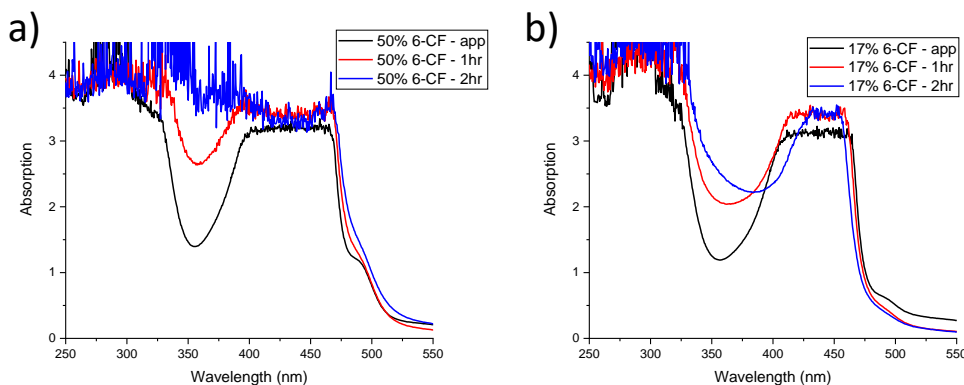 a)
50% 6-CF - app
50% 6-CF - 1hr
50% 6-CF - 2hr
4
3
2
1
0
Absorption
250 300 350 400 450 500 550
Wavelength (nm)
b)
17% 6-CF - app
17% 6-CF - 1hr
17% 6-CF - 2hr
4
3
2
1
0
Absorption
250 300 350 400 450 500 550
Wavelength (nm)